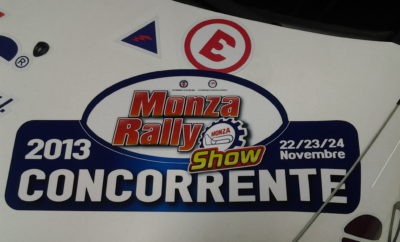 E
®
Monza
Rally
MONZA
Show
2013
22/23/24
Novembre
CONCORRENTE